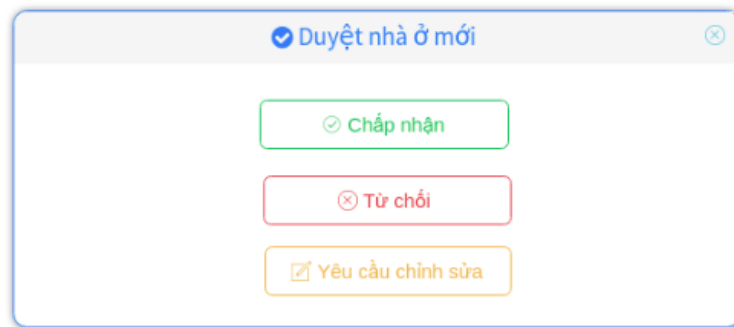 Duyệt nhà ở mới
Chấp nhận
Từ chối
Yêu cầu chỉnh sửa